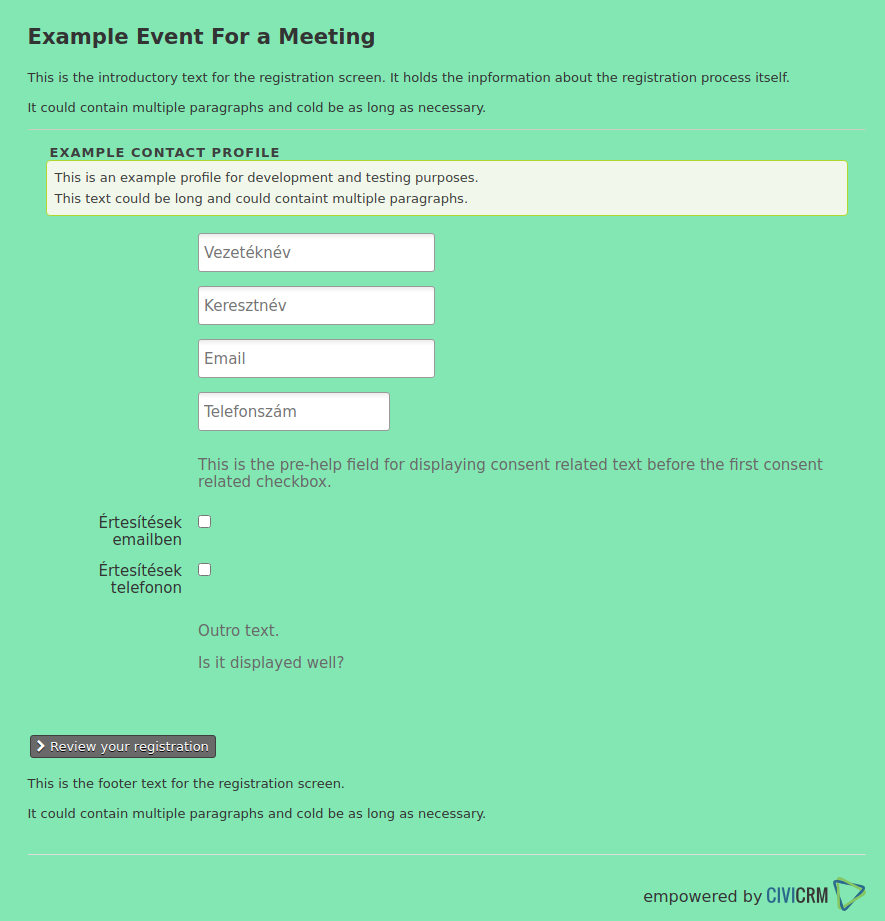 Example Event For a Meeting
This is the introductory text for the registration screen. It holds the inpformation about the registration process itself.
It could contain multiple paragraphs and cold be as long as necessary.
EXAMPLE CONTACT PROFILE
This is an example profile for development and testing purposes.
This text could be long and could containt multiple paragraphs.
Vezetéknév
Keresztnév
Email
Telefonszám
This is the pre-help field for displaying consent related text before the first consent
related checkbox.
Értesítések
emailben
Értesítések
telefonon
Outro text.
Is it displayed well?
Review your registration
This is the footer text for the registration screen.
It could contain multiple paragraphs and cold be as long as necessary.
empowered by CIVICRM